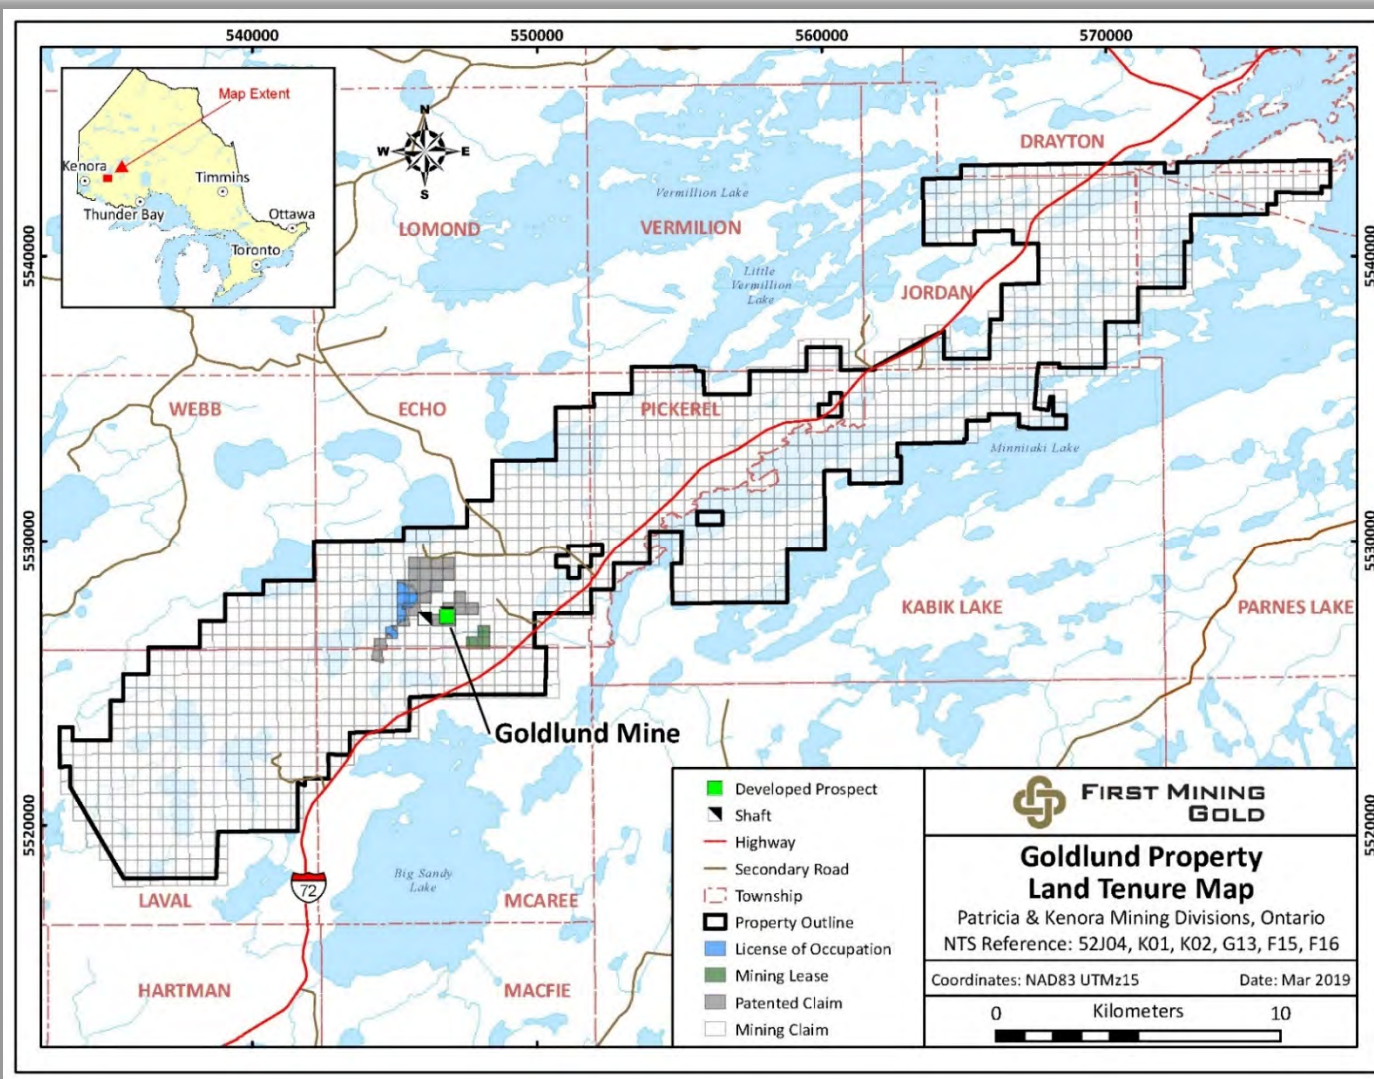 540000
550000
560000
570000
Map Extent
Kenora
Timmins
Thunder Bay
Ottawa
Toronto
N
W
E
S
DRAYTON
Vermillion Lake
LOMOND
VERMILION
5540000
5540000
Little
Vermillion
Lake
JORDAN
WEBB
ECHO
PICKEREL
Minnitaki Lake
5530000
5530000
KABIK LAKE
PARNES LAKE
Goldlund Mine
5520000
5520000
Big Sandy
Lake
72
LAVAL
MCAREE
HARTMAN
MACFIE
Developed Prospect
Shaft
Highway
Secondary Road
Township
Property Outline
License of Occupation
Mining Lease
Patented Claim
Mining Claim
FIRST MINING
GOLD
Goldlund Property
Land Tenure Map
Patricia & Kenora Mining Divisions, Ontario
NTS Reference: 52J04, K01, K02, G13, F15, F16
Coordinates: NAD83 UTMz15
Date: Mar 2019
0
Kilometers
10